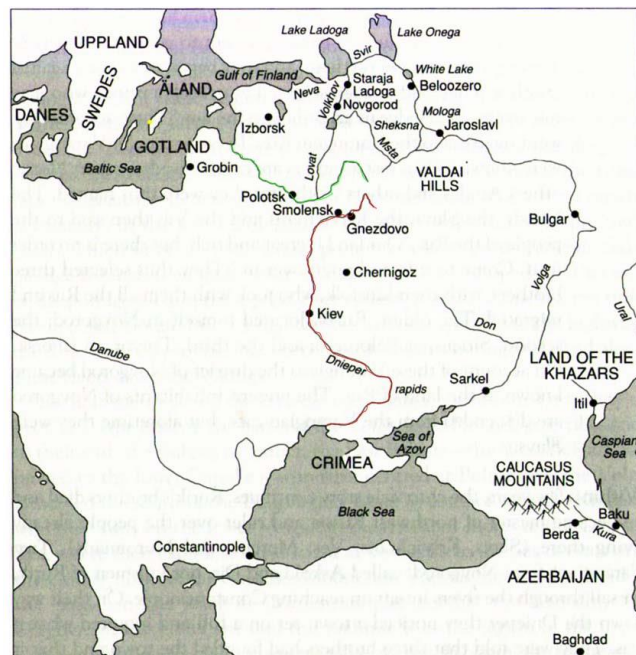 Lake Ladoga
Lake Onega
Svir
UPPLAND
White Lake
Gulf of Finland
Neva
Staraja
Ladoga
Beloozero
ÅLAND
SWEDES
Volkhov
Novgorod
DANES
Izborsk
Mologa
Sheksna
Jaroslavl
GOTLAND
Msta
Lovat
Baltic Sea
Grobin
VALDAI
HILLS
Polotsk
Smolensk
Gnezdovo
Bulgar
Chernigoz
Volga
Ural
Kiev
Don
Danube
Dnieper
LAND OF THE
KHAZARS
rapids
Sarkel
Itil
Sea of
Azov
Caspian
Sea
CRIMEA
CAUCASUS
MOUNTAINS
Black Sea
Baku
Berda
Kura
Constantinople
AZERBAIJAN
Baghdad